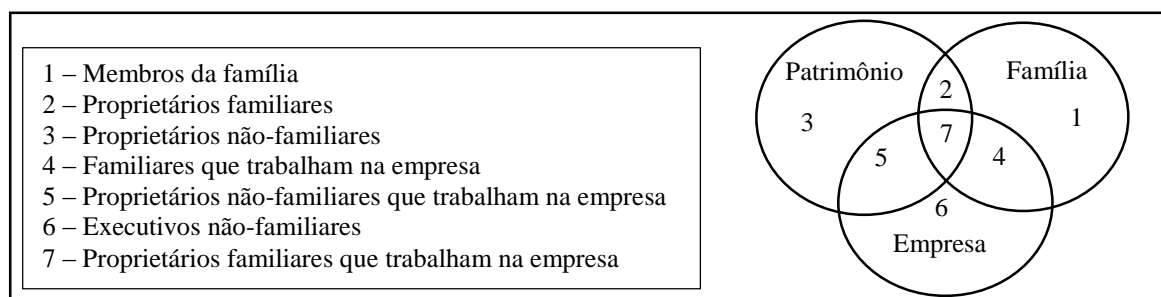 1 – Membros da família
2 – Proprietários familiares
3 – Proprietários não-familiares
4 – Familiares que trabalham na empresa
5 – Proprietários não-familiares que trabalham na empresa
6 – Executivos não-familiares
7 – Proprietários familiares que trabalham na empresa
Patrimônio
Família
2
3
1
7
5
4
6
Empresa